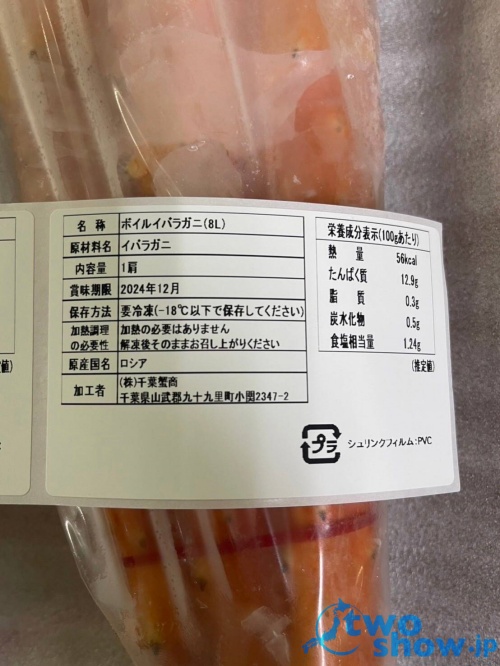 名 称 ボイルイバラガニ(8L)
原材料名 イバラガニ
内容量 1肩
賞味期限 2024年12月
保存方法 要冷凍(-18℃以下で保存してください)
加熱調理の必要性 加熱の必要はありません
解凍後そのままお召し上がりください
原産国名 ロシア
加工者 (株)千葉蟹商
千葉県山武郡九十九里町小関2347-2
栄養成分表示(100gあたり)
熱 量 56kcal
たんぱく質 12.9g
脂 質 0.3g
炭水化物 0.5g
食塩相当量 1.24g
(推定値)
プラ シュリンクフィルム:PVC
値)
two
show.jp